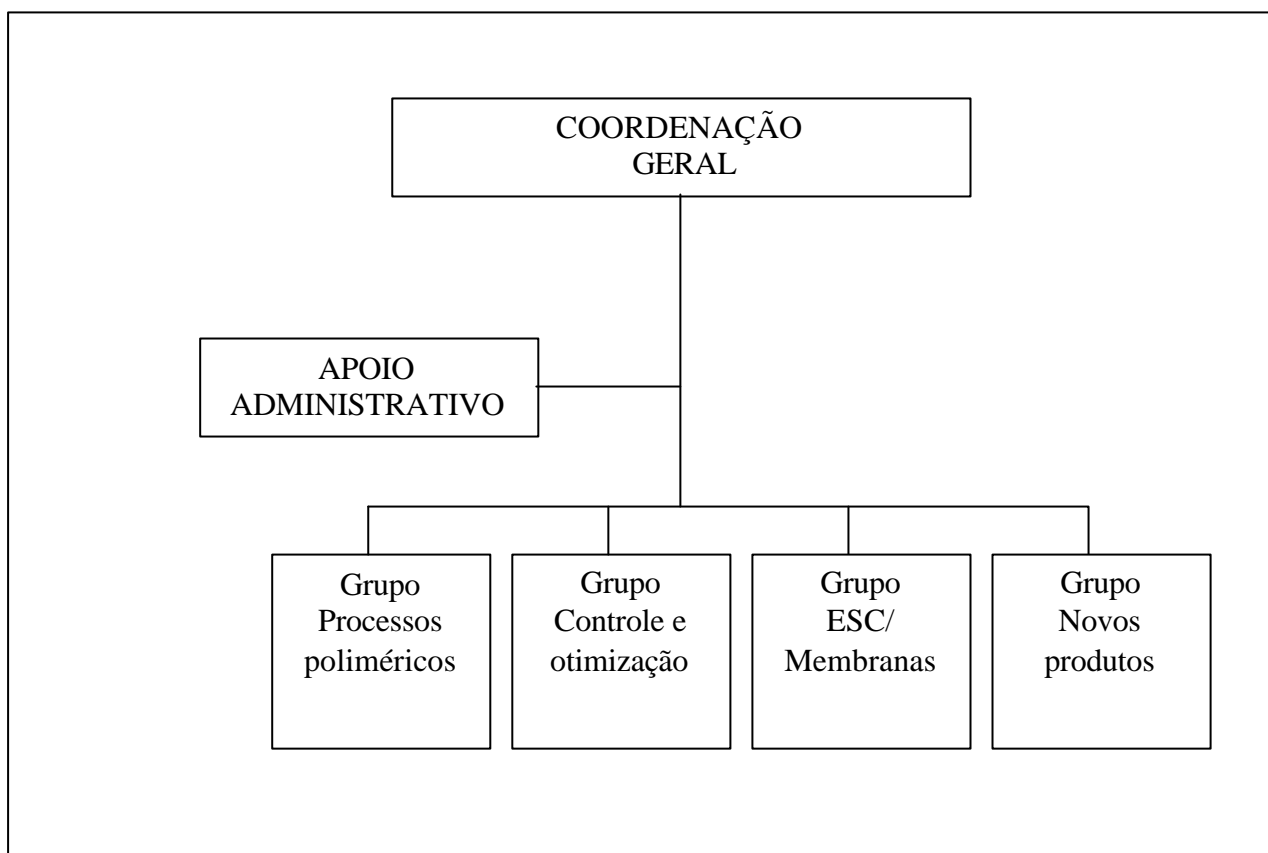 COORDENAÇÃO
GERAL
APOIO
ADMINISTRATIVO
Grupo
Processos
poliméricos
Grupo
Controle e
otimização
Grupo
ESC/
Membranas
Grupo
Novos
produtos